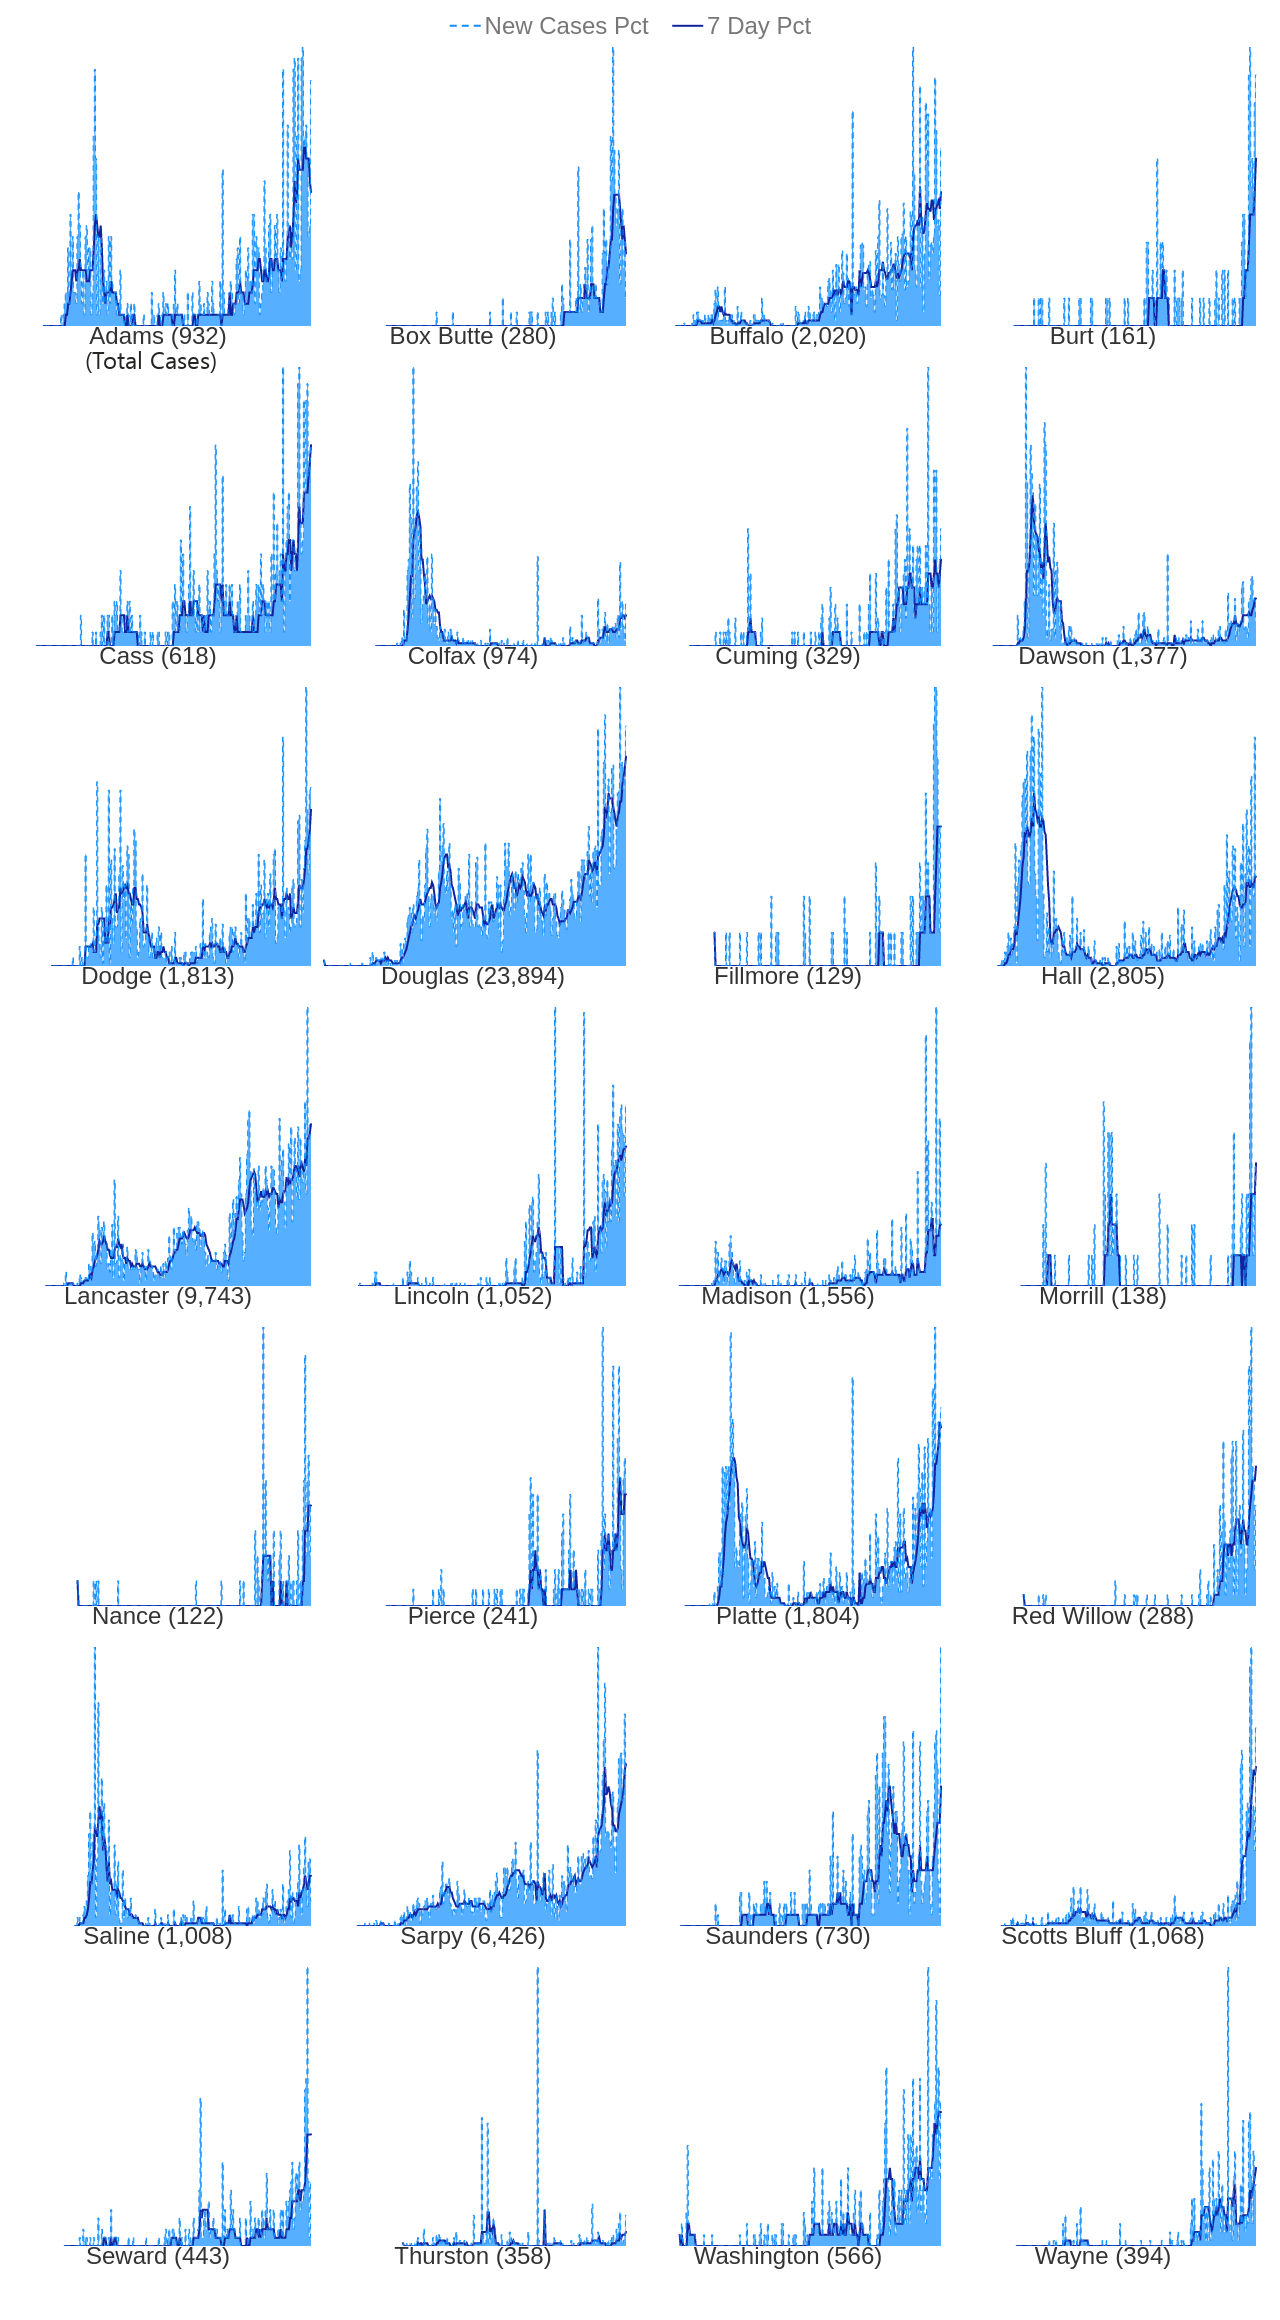 New Cases Pct 7 Day Pct
Adams (932) Box Butte (280) Buffalo (2,020) Burt (161)
(Total Cases)
Cass (618) Colfax (974) Cuming (329) Dawson (1,377)
Dodge (1,813) Douglas (23,894) Fillmore (129) Hall (2,805)
Lancaster (9,743) Lincoln (1,052) Madison (1,556) Morrill (138)
Nance (122) Pierce (241) Platte (1,804) Red Willow (288)
Saline (1,008) Sarpy (6,426) Saunders (730) Scotts Bluff (1,068)
Seward (443) Thurston (358) Washington (566) Wayne (394)